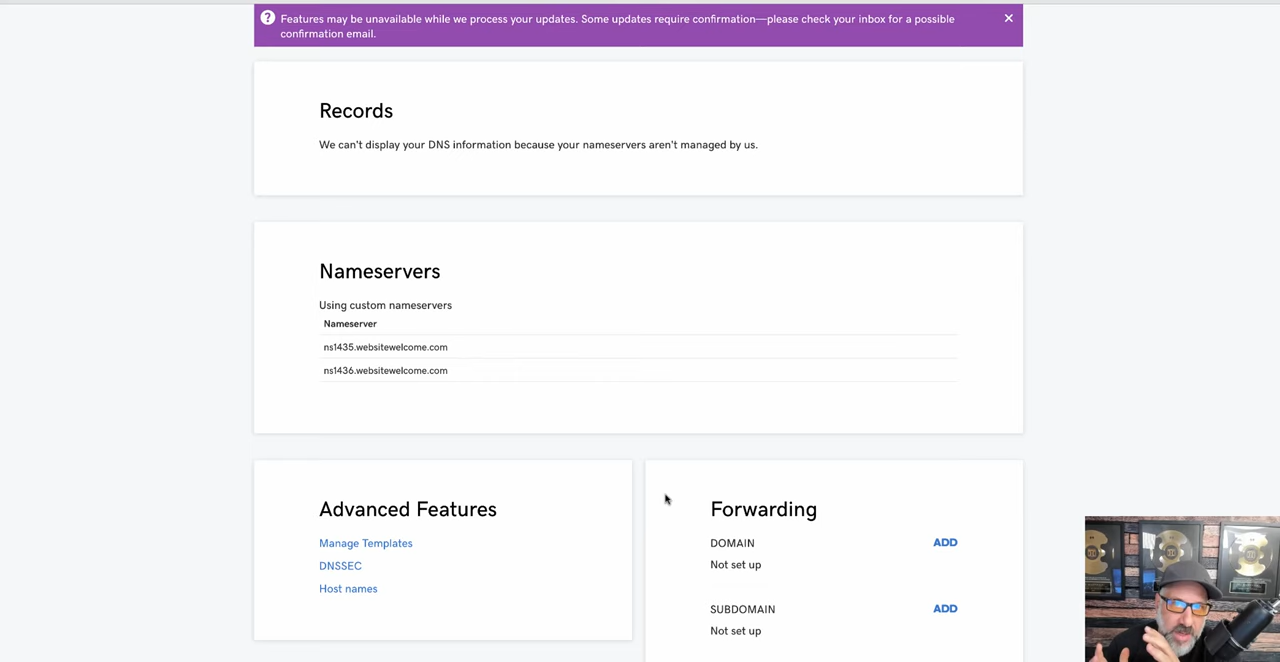 Features may be unavailable while we process your updates. Some updates require confirmation—please check your inbox for a possible
confirmation email.
Records
We can't display your DNS information because your nameservers aren't managed by us.
Nameservers
Using custom nameservers
Nameserver
ns1435.websitewelcome.com
ns1436.websitewelcome.com
Advanced Features
Manage Templates
DNSSEC
Host names
Forwarding
DOMAIN
ADD
Not set up
SUBDOMAIN
ADD
Not set up